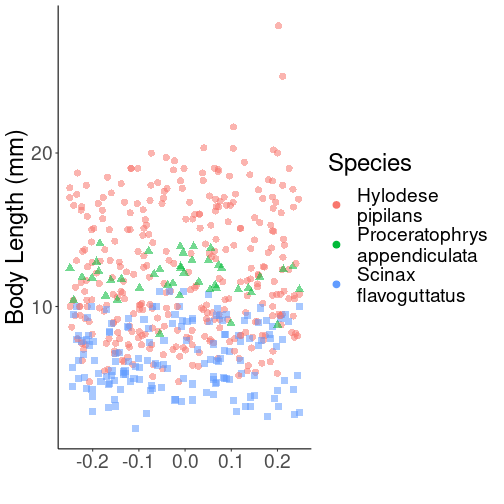 Body Length (mm)
20
10
-0.2 -0.1 0.0 0.1 0.2
Species
Hylodese
pipilans
Proceratophrys
appendiculata
Scinax
flavoguttatus